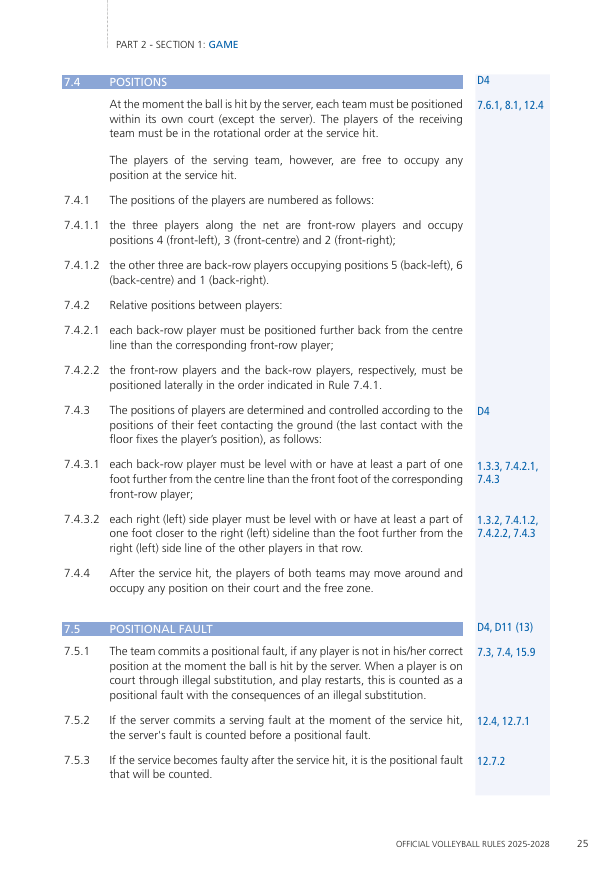 PART 2 - SECTION 1: GAME
7.4 POSITIONS D4
At the moment the ball is hit by the server, each team must be positioned 7.6.1, 8.1, 12.4
within its own court (except the server). The players of the receiving
team must be in the rotational order at the service hit.
The players of the serving team, however, are free to occupy any
position at the service hit.
7.4.1 The positions of the players are numbered as follows:
7.4.1.1 the three players along the net are front-row players and occupy
positions 4 (front-left), 3 (front-centre) and 2 (front-right);
7.4.1.2 the other three are back-row players occupying positions 5 (back-left), 6
(back-centre) and 1 (back-right).
7.4.2 Relative positions between players:
7.4.2.1 each back-row player must be positioned further back from the centre
line than the corresponding front-row player;
7.4.2.2 the front-row players and the back-row players, respectively, must be
positioned laterally in the order indicated in Rule 7.4.1.
7.4.3 The positions of players are determined and controlled according to the D4
positions of their feet contacting the ground (the last contact with the
floor fixes the player's position), as follows:
7.4.3.1 each back-row player must be level with or have at least a part of one 1.3.3, 7.4.2.1,
foot further from the centre line than the front foot of the corresponding 7.4.3
front-row player;
7.4.3.2 each right (left) side player must be level with or have at least a part of 1.3.2, 7.4.1.2,
one foot closer to the right (left) sideline than the foot further from the 7.4.2.2, 7.4.3
right (left) side line of the other players in that row.
7.4.4 After the service hit, the players of both teams may move around and
occupy any position on their court and the free zone.
7.5 POSITIONAL FAULT D4, D11 (13)
7.5.1 The team commits a positional fault, if any player is not in his/her correct 7.3, 7.4, 15.9
position at the moment the ball is hit by the server. When a player is on
court through illegal substitution, and play restarts, this is counted as a
positional fault with the consequences of an illegal substitution.
7.5.2 If the server commits a serving fault at the moment of the service hit, 12.4, 12.7.1
the server's fault is counted before a positional fault.
7.5.3 If the service becomes faulty after the service hit, it is the positional fault 12.7.2
that will be counted.
OFFICIAL VOLLEYBALL RULES 2025-2028 25